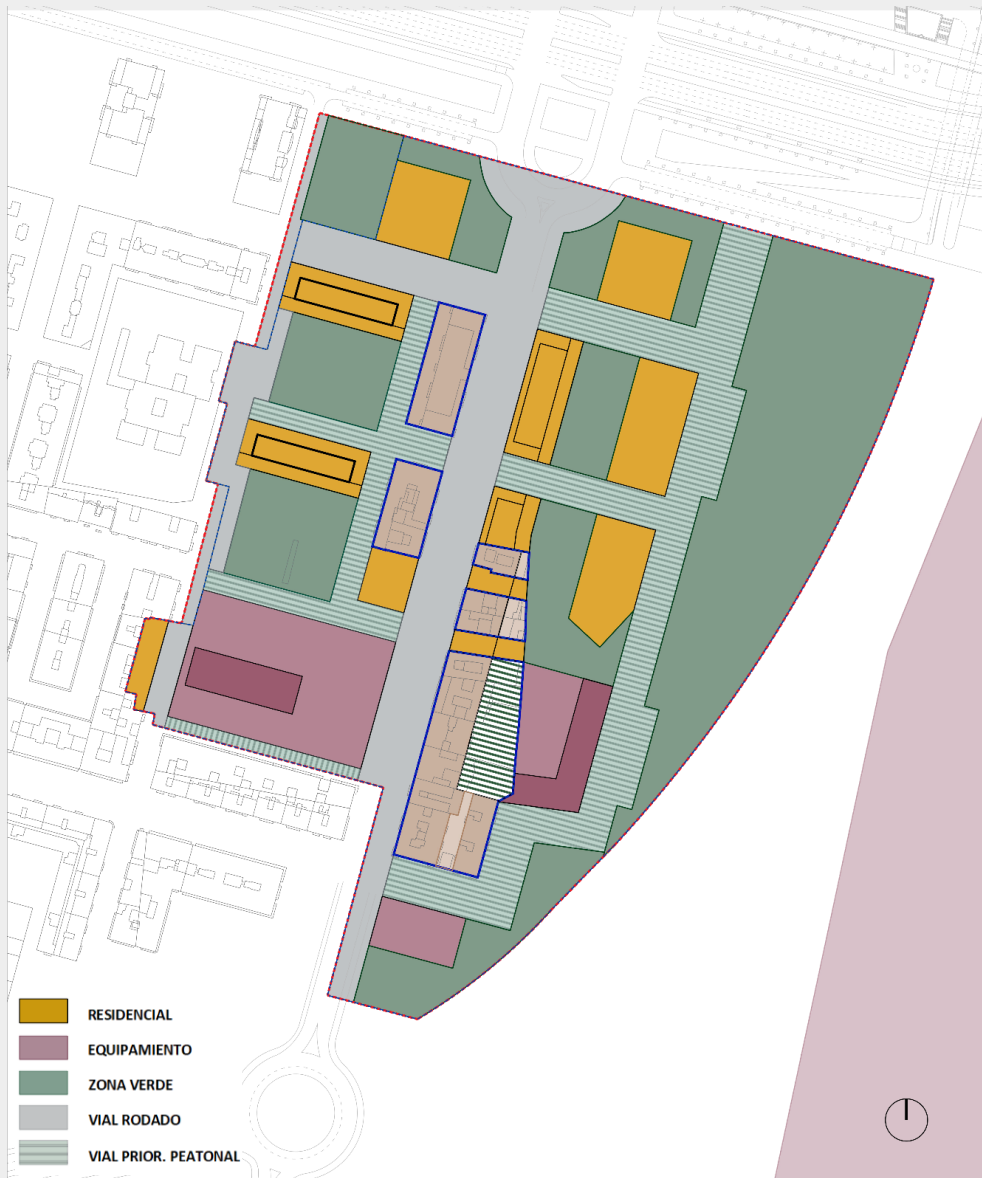 RESIDENCIAL
EQUIPAMIENTO
ZONA VERDE
VIAL RODADO
VIAL PRIOR. PEATONAL